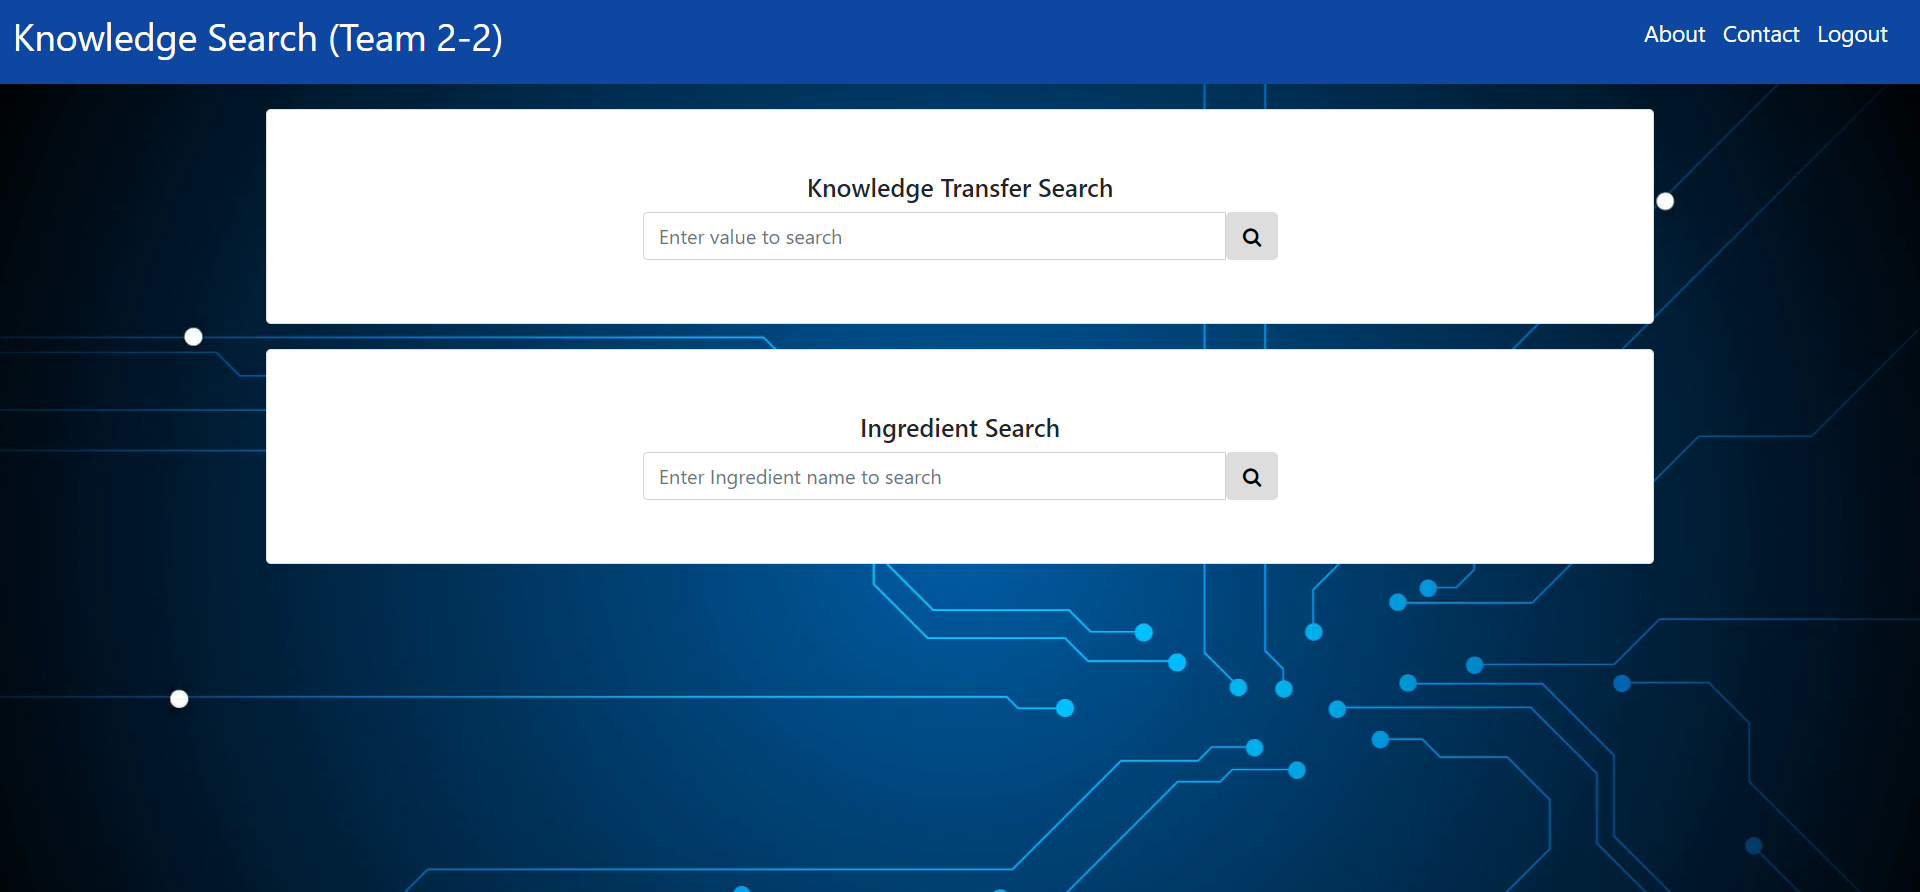 Knowledge Search (Team 2-2)
About Contact Logout
Knowledge Transfer Search
Enter value to search
Ingredient Search
Enter Ingredient name to search